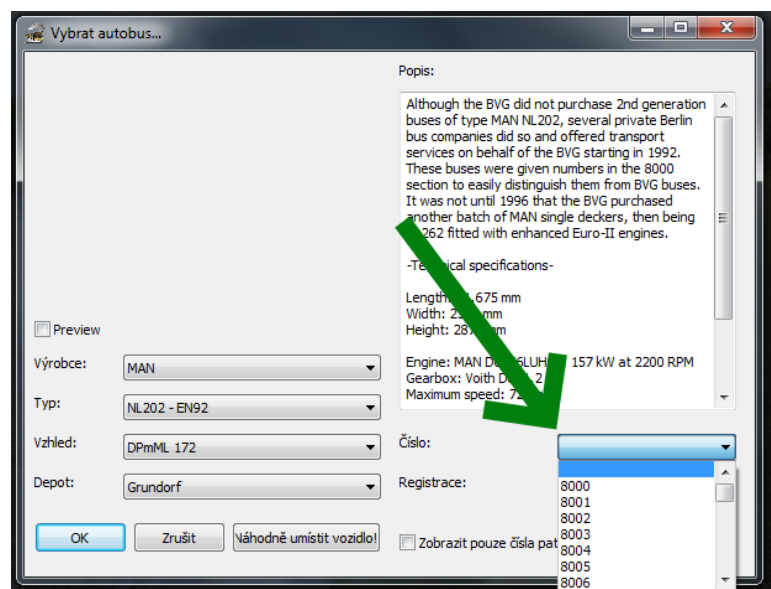 Vybrat autobus...
Popis:
Although the BVG did not purchase 2nd generation
buses of type MAN NL202, several private Berlin
bus companies did so and offered transport
services on behalf of the BVG starting in 1992.
These buses were given numbers in the 8000
section to easily distinguish them from BVG buses.
It was not until 1996 that the BVG purchased
another batch of MAN single deckers, then being
262 fitted with enhanced Euro-II engines.
-Technical specifications-
Length: 675 mm
Width: mm
Height: mm
Engine: MAN 157 kW at 2200 RPM
Gearbox: Voith
Maximum speed:
Preview
Výrobce:
MAN
Typ:
NL202 - EN92
Vzhled:
DPmML 172
Depot:
Grundorf
Číslo:
8000
8001
8002
8003
8004
8005
8006
Registrace:
OK
Zrušit
Náhodně umístit vozidlo!
Zobrazit pouze čísla